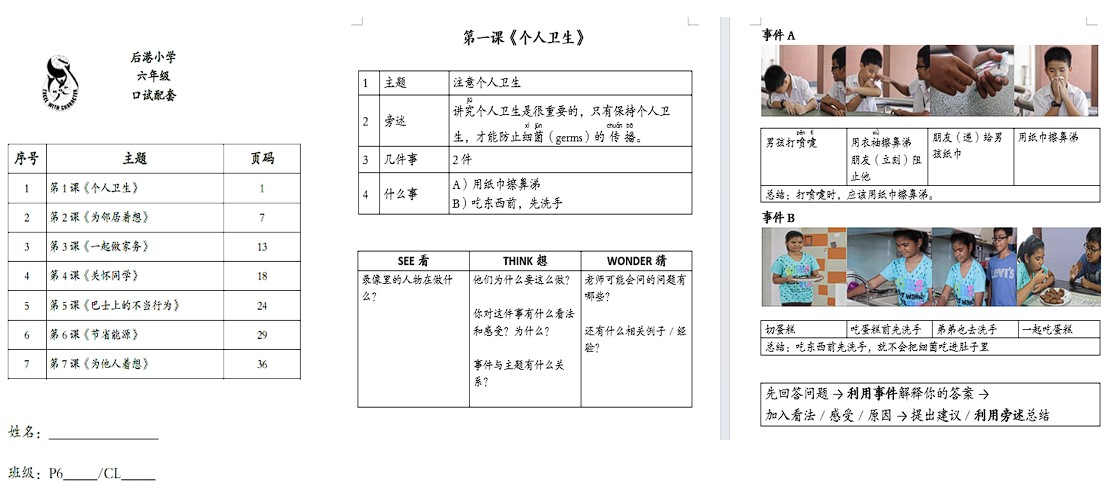 后港小学
六年级
口试配套
序号 主题 页码
1 第1课《个人卫生》 1
2 第2课《为邻居着想》 7
3 第3课《一起做家务》 13
4 第4课《关怀同学》 18
5 第5课《巴士上的不当行为》 24
6 第6课《节省能源》 29
7 第7课《为他人着想》 36
姓名：
班级：P6_____/CL_____
第一课《个人卫生》
1 主题 注意个人卫生
2 旁述 讲究个人卫生是很重要的，只有保持个人卫
生，才能防止细菌（germs）的传播。
jiū
xì jūn chuán bō
3 几件事 2件
4 什么事 A）用纸巾擦鼻涕
B）吃东西前，先洗手
SEE 看 THINK 想 WONDER 猜
录像里的人物在做什
么？
他们为什么要这么做？
你对这件事有什么看法
和感受？为什么？
事件与主题有什么关
系？
老师可能会问的问题有
哪些？
还有什么相关例子／经
验？
事件 A
pēn tì
男孩打喷嚏
xiù
用衣袖擦鼻涕
朋友（立刻）阻
止他
朋友（递）给男
孩纸巾
用纸巾擦鼻涕
总结：打喷嚏时，应该用纸巾擦鼻涕。
事件 B
LEVI'S
切蛋糕 吃蛋糕前先洗手 弟弟也去洗手 一起吃蛋糕
总结：吃东西前先洗手，就不会把细菌吃进肚子里
先回答问题 → 利用事件解释你的答案 →
加入看法／感受／原因 → 提出建议／利用旁述总结